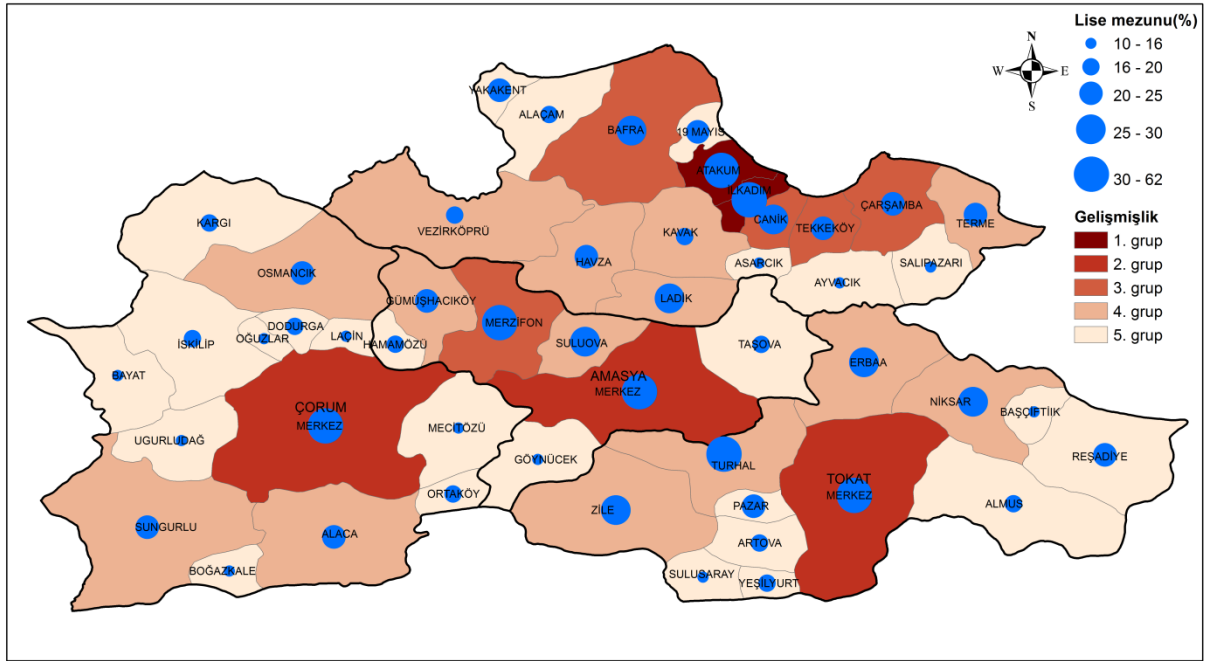 Lise mezunu(%)
10 - 16
16 - 20
20 - 25
25 - 30
30 - 62
Gelişmişlik
1. grup
2. grup
3. grup
4. grup
5. grup
N
W
E
S
YAKAKENT
ALAÇAM
BAFRA
19 MAYIS
ATAKUM
İLKADIM
CANİK
TEKKEKÖY
ÇARŞAMBA
TERME
KARGI
VEZİRKÖPRÜ
KAVAK
HAVZA
ASARCIK
SALIPAZARI
AYVACIK
OSMANCIK
GÜMÜŞHACIKÖY
LADİK
MERZİFON
DODURGA
OĞUZLAR
LAÇİN
HAMAMÖZÜ
İSKİLİP
SULUOVA
TAŞOVA
ERBAA
BAYAT
AMASYA
MERKEZ
ÇORUM
MERKEZ
NİKSAR
BAŞÇİFTİIK
UGURLUDAĞ
MECİTÖZÜ
GÖYNÜCEK
TURHAL
REŞADİYE
TOKAT
MERKEZ
ORTAKÖY
ZİLE
PAZAR
ALMUS
SUNGURLU
ALACA
ARTOVA
BOĞAZKALE
SULUSARAY
YEŞİLYURT